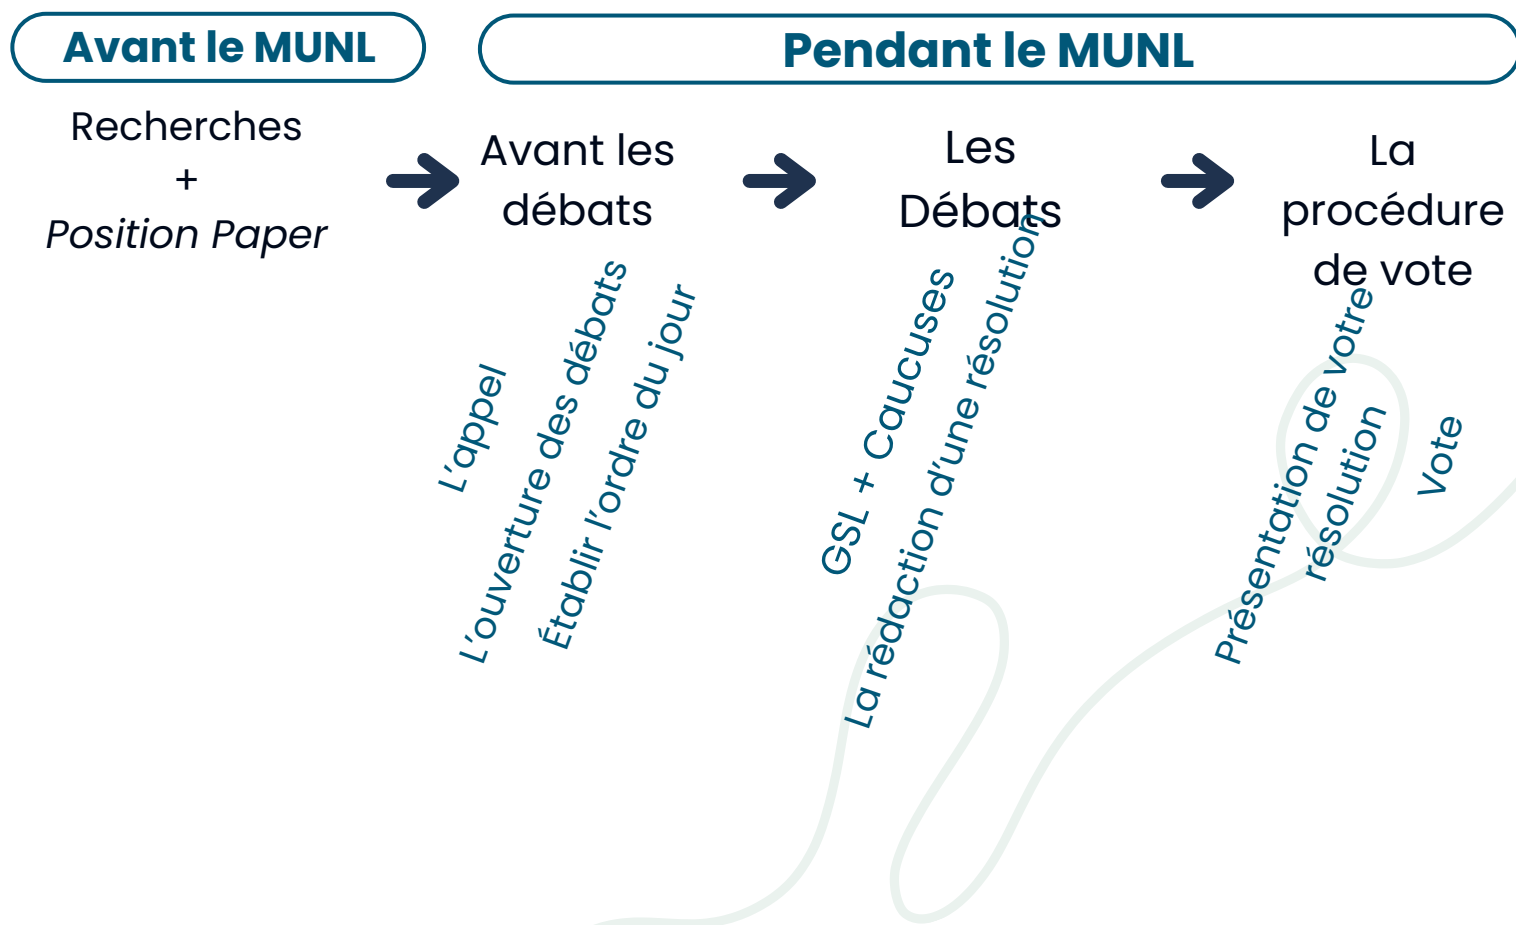 Avant le MUNL
Pendant le MUNL
Recherches
+
Position Paper
Avant les
débats
Les
Débats
La
procédure
de vote
L'appel
L'ouverture des débats
Établir l'ordre du jour
GSL + Caucuses
La rédaction d'une résolution
Présentation de votre
résolution
Vote